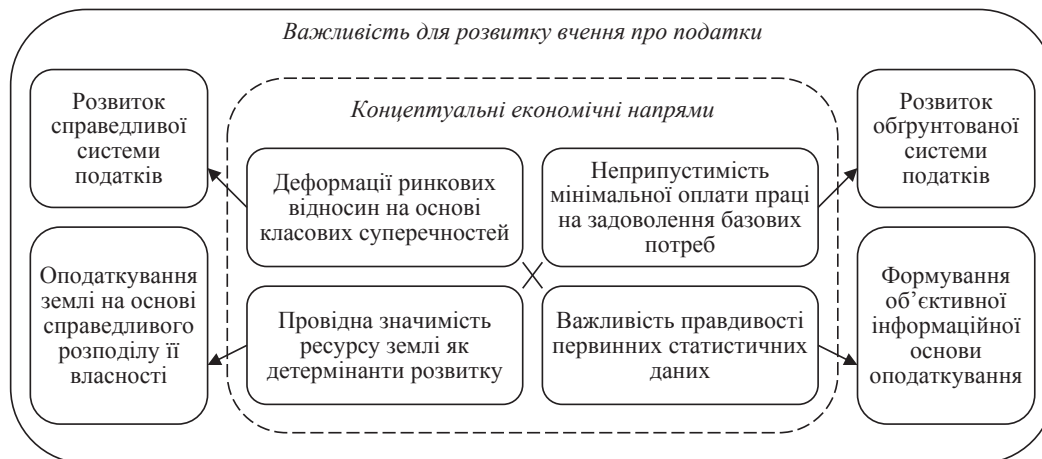 Важливість для розвитку вчення про податки
Розвиток
справедливої
системи
податків
Концептуальні економічні напрями
Розвиток
обґрунтованої
системи
податків
Деформації ринкових
відносин на основі
класових суперечностей
Неприпустимість
мінімальної оплати праці
на задоволення базових
потреб
Оподаткування
землі на основі
справедливого
розподілу її
власності
Провідна значимість
ресурсу землі як
детермінанти розвитку
Важливість правдивості
первинних статистичних
даних
Формування
об’єктивної
інформаційної
основи
оподаткування